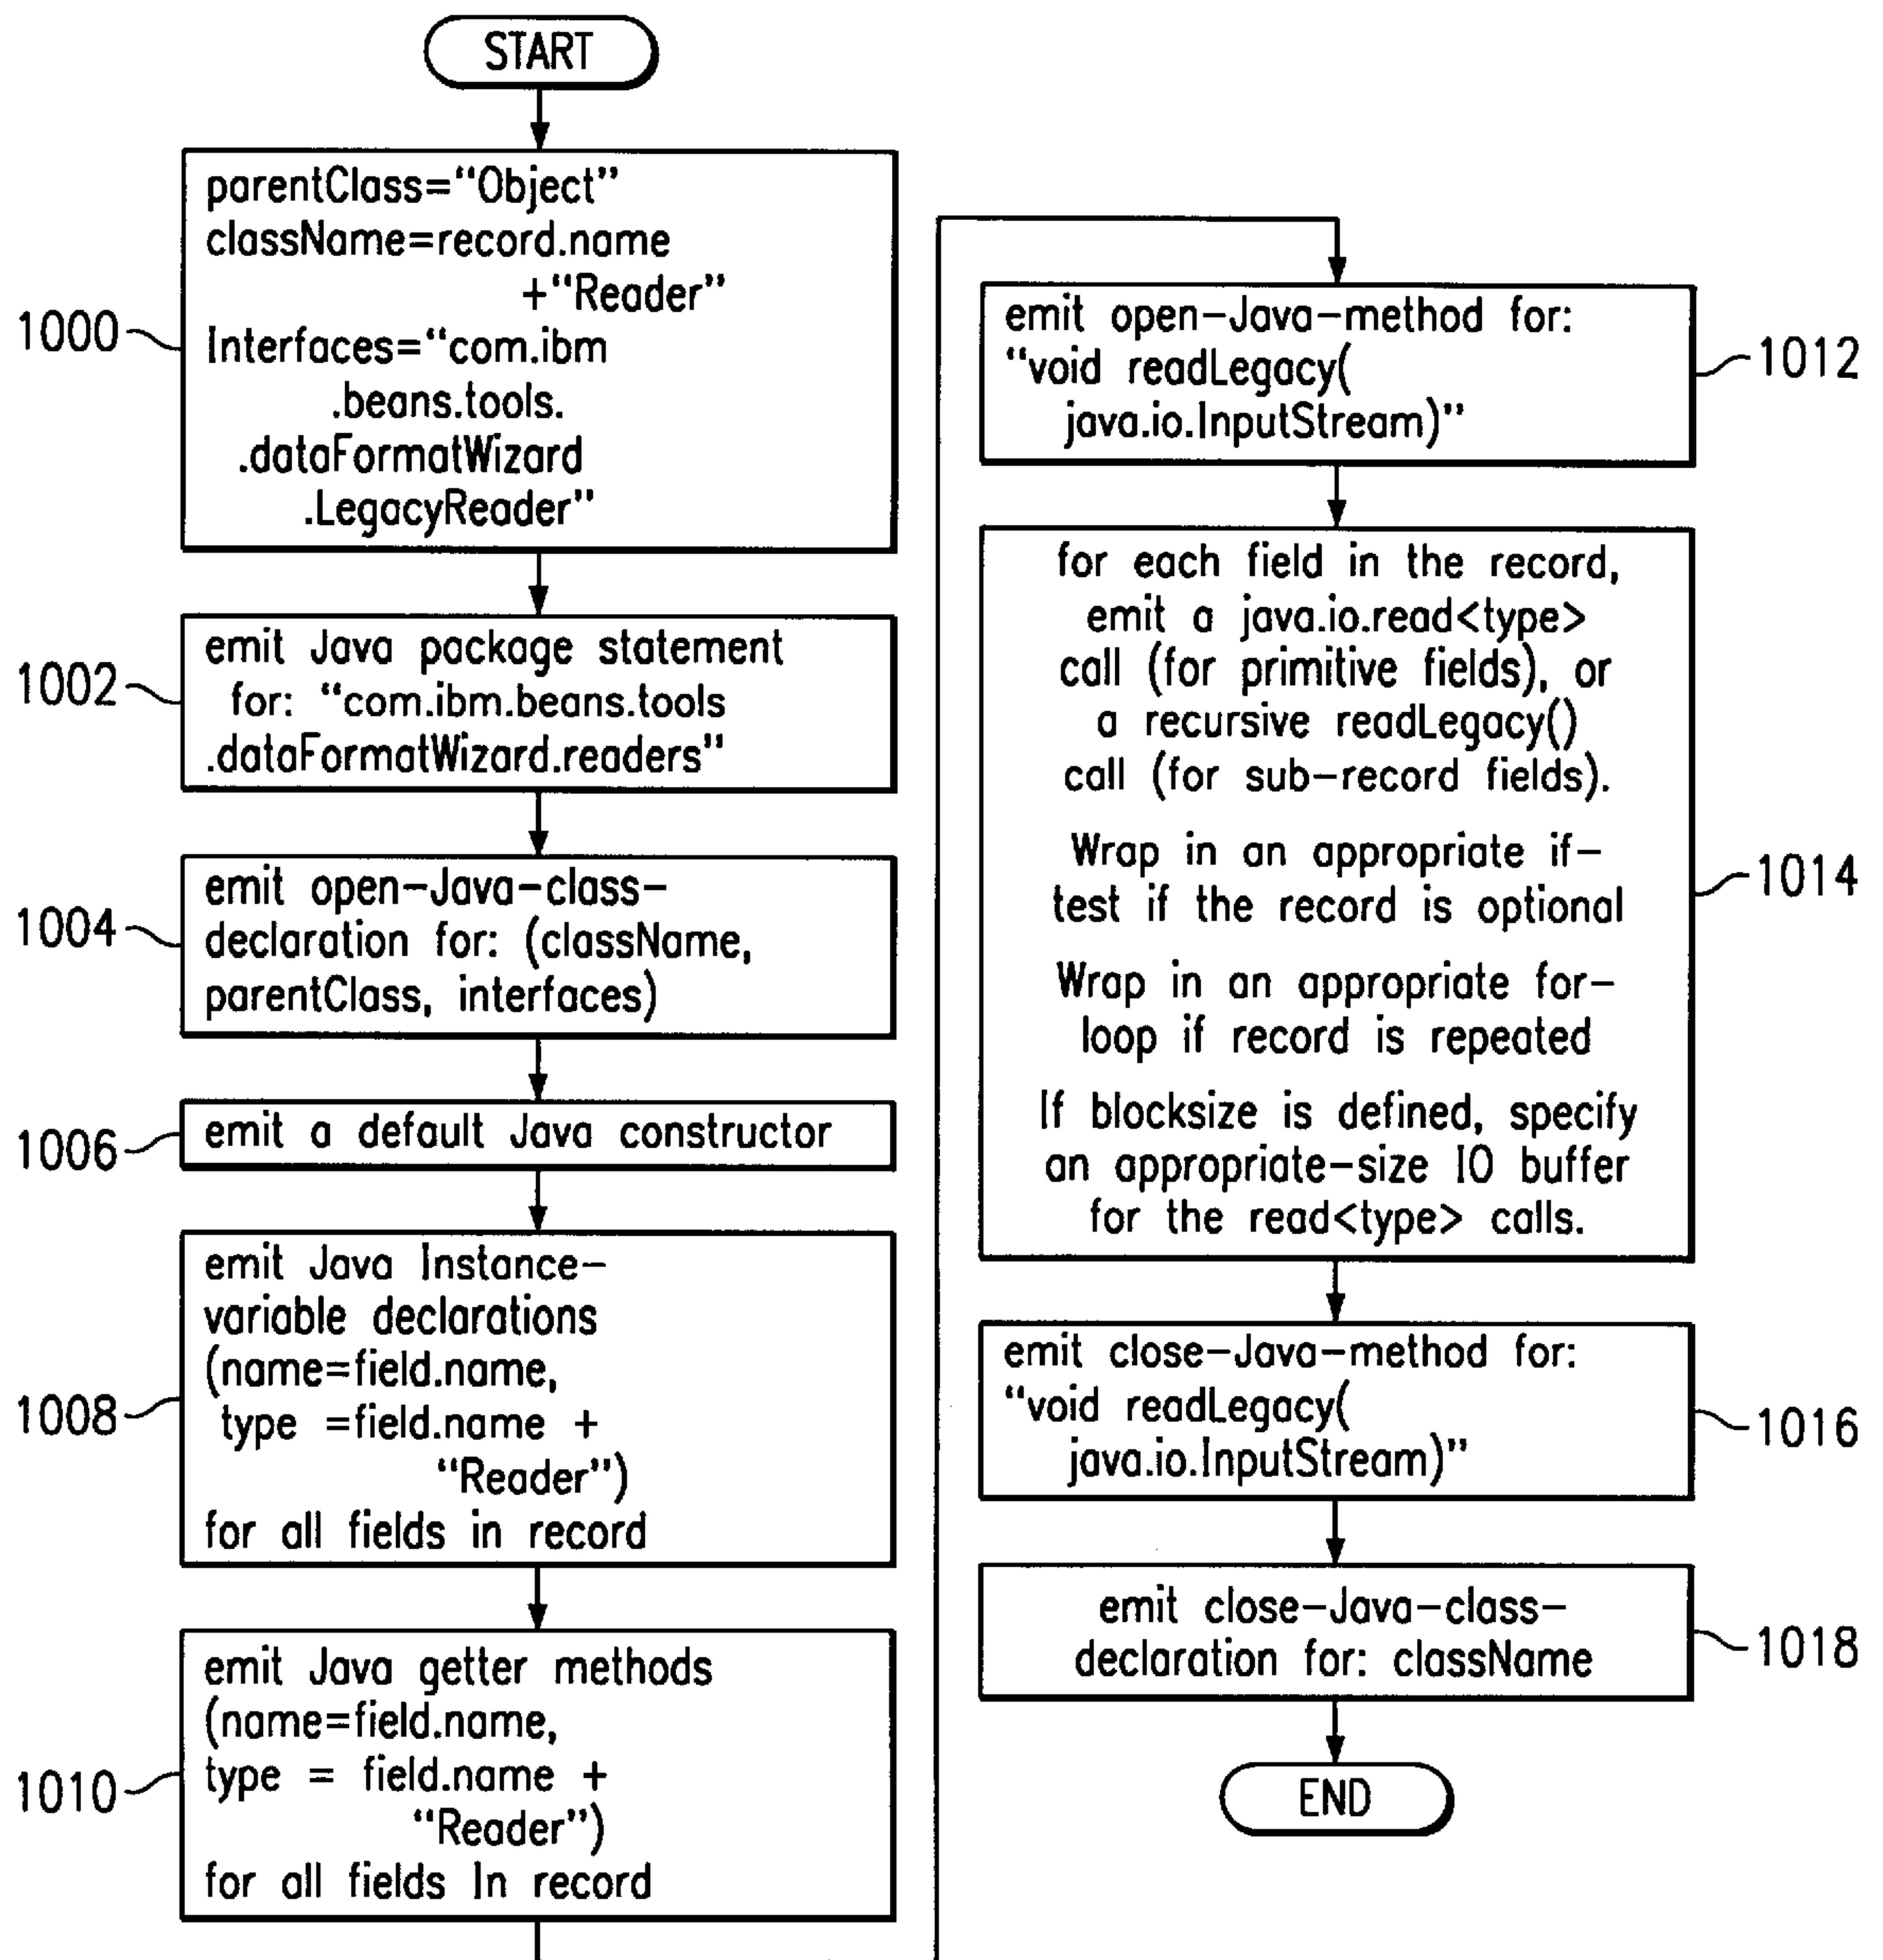 START
parentClass="Object"
className=record.name
+"Reader"
1000
Interfaces="com.ibm
.beans.tools.
.dataFormatWizard
.LegacyReader"
1002
emit Java package statement
for: "com.ibm.beans.tools
.dataFormatWizard.readers"
1004
emit open-Java-class-
declaration for: (className,
parentClass, interfaces)
1006
emit a default Java constructor
1008
emit Java Instance-
variable declarations
(name=field.name,
type =field.name +
"Reader")
for all fields in record
1010
emit Java getter methods
(name=field.name,
type = field.name +
"Reader")
for all fields In record
emit open-Java-method for:
"void readLegacy(
java.io.InputStream)"
1012
for each field in the record,
emit a java.io.read<type>
call (for primitive fields), or
a recursive readLegacy()
call (for sub-record fields).
Wrap in an appropriate if-
test if the record is optional
Wrap in an appropriate for-
loop if record is repeated
If blocksize is defined, specify
an appropriate-size IO buffer
for the read<type> calls.
1014
emit close-Java-method for:
"void readLegacy(
java.io.InputStream)"
1016
emit close-Java-class-
declaration for: className
1018
END